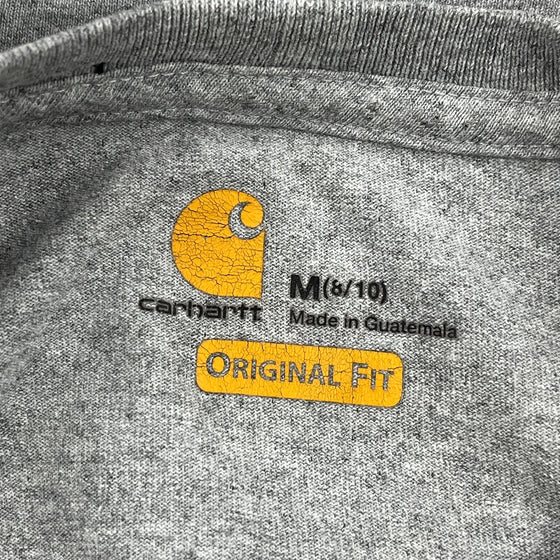 carhartt
M (8/10)
Made in Guatemala
ORIGINAL FIT